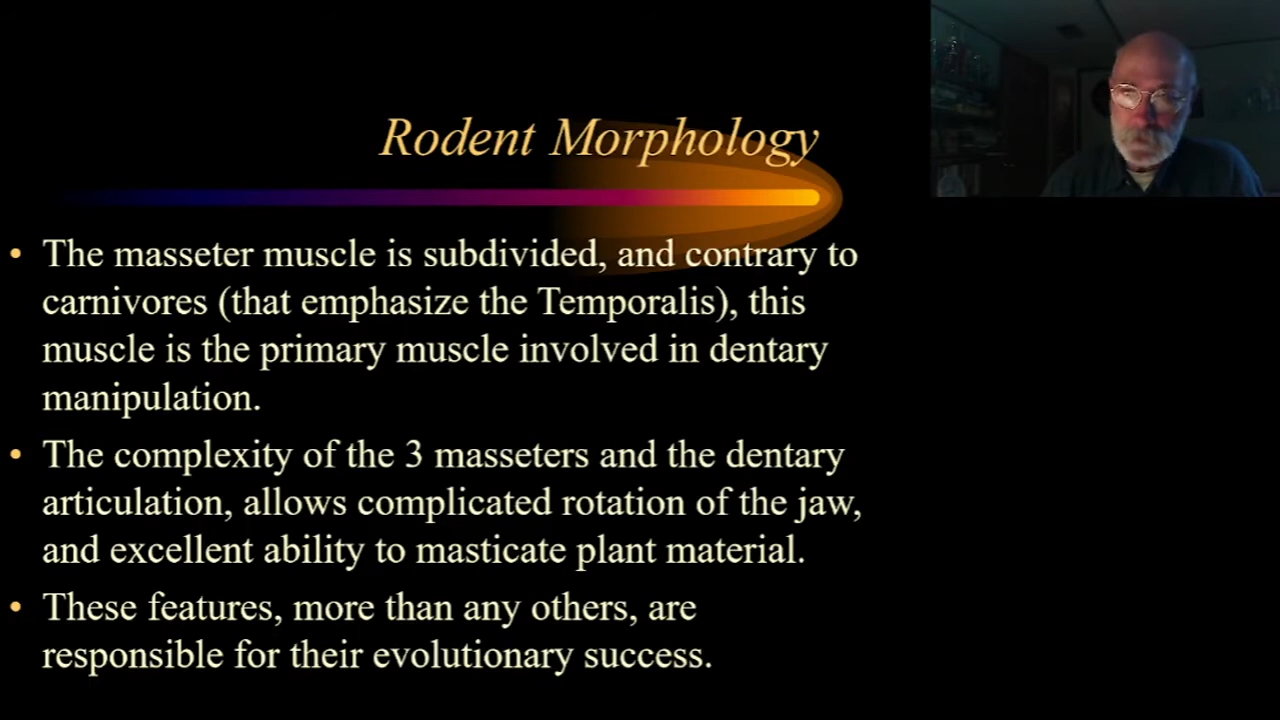 Rodent Morphology
• The masseter muscle is subdivided, and contrary to
carnivores (that emphasize the Temporalis), this
muscle is the primary muscle involved in dentary
manipulation.
• The complexity of the 3 masseters and the dentary
articulation, allows complicated rotation of the jaw,
and excellent ability to masticate plant material.
• These features, more than any others, are
responsible for their evolutionary success.